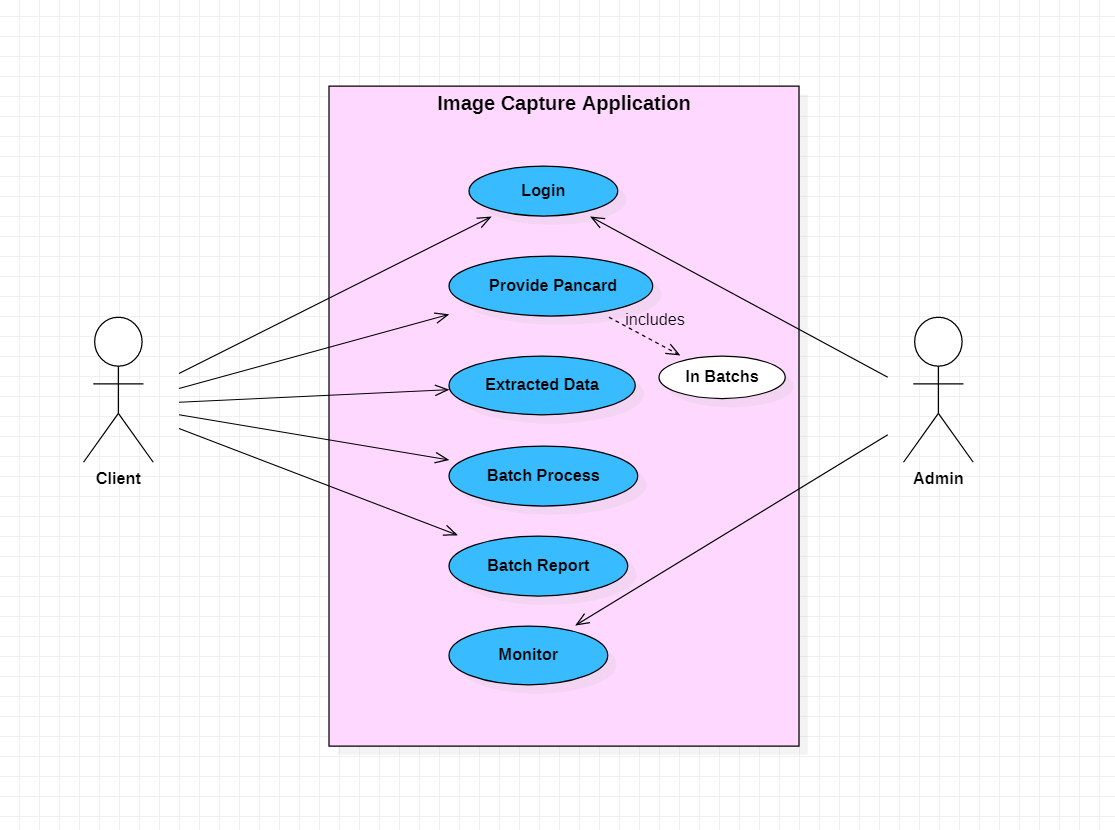 Image Capture Application
Login
Provide Pancard
includes
Extracted Data
In Batchs
Batch Process
Client
Admin
Batch Report
Monitor